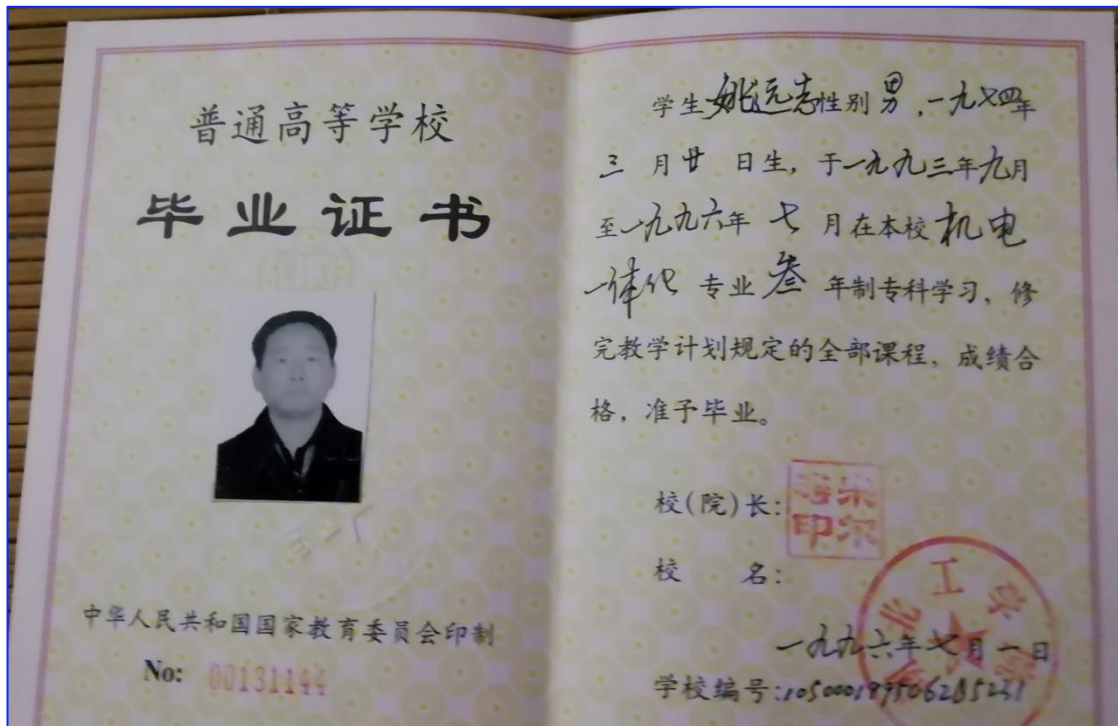 普通高等学校
毕业证书
中华人民共和国国家教育委员会印制
No: 00131144
学生 姚远志 性别 男，一九七四年
三 月 廿 日生，于一九九三年九月
至一九九六年 七 月在本校 机电
一体化 专业 叁 年制专科学习，修
完教学计划规定的全部课程，成绩合
格，准予毕业。
校(院)长：
校 名：
北 工 学
一九九六年七月一日
学校编号：